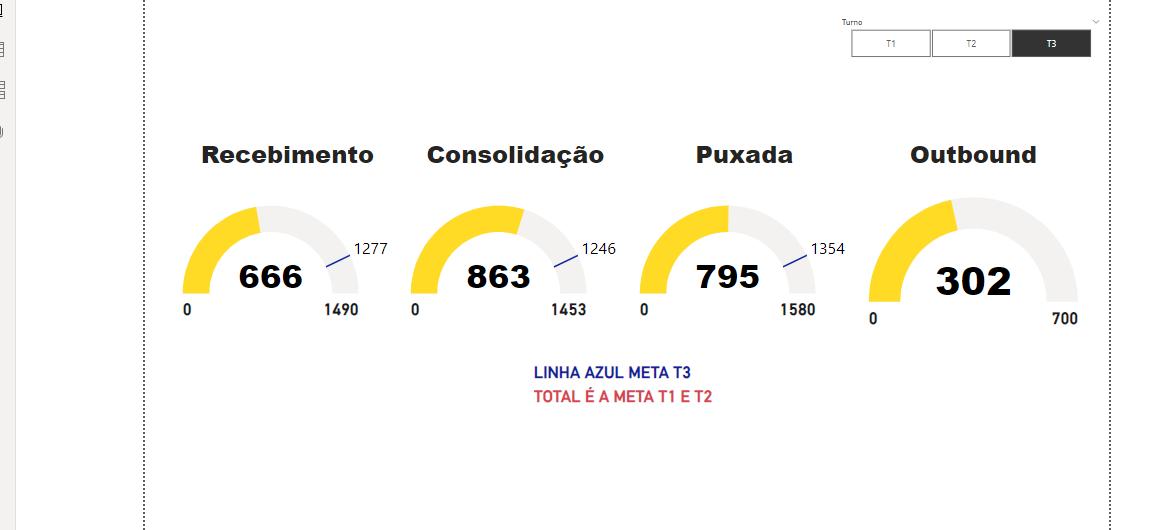 Turno
T1 T2 T3
Recebimento Consolidação Puxada Outbound
1277 1246 1354
666 863 795 302
0 1490 0 1453 0 1580 0 700
LINHA AZUL META T3
TOTAL É A META T1 E T2